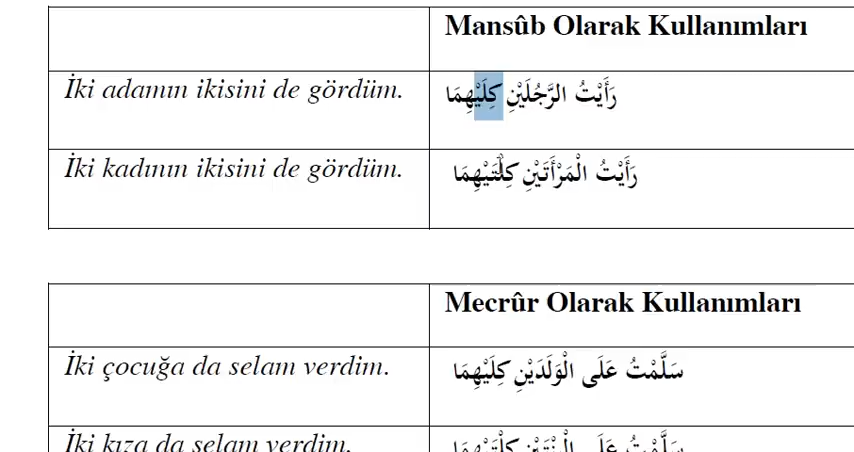 Mansûb Olarak Kullanımları
İki adamın ikisini de gördüm.
رَأَيْتُ الرَّجُلَيْنِ كِلَيْهِمَا
İki kadının ikisini de gördüm.
رَأَيْتُ الْمَرْأَتَيْنِ كِلْتَيْهِمَا
Mecrûr Olarak Kullanımları
İki çocuğa da selam verdim.
سَلَّمْتُ عَلَى الْوَلَدَيْنِ كِلَيْهِمَا
İki kıza da selam verdim.
سَلَّمْتُ عَلَى الْبِنْتَيْنِ كِلْتَيْهِمَا